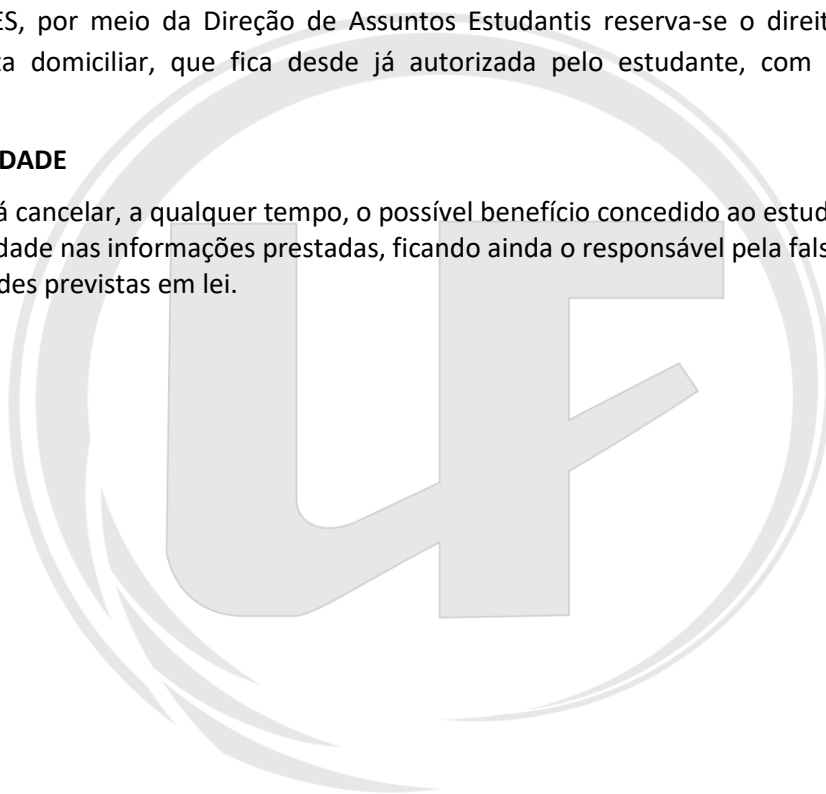 ES, por meio da Direção de Assuntos Estudantis reserva-se o direit
ta domiciliar, que fica desde já autorizada pelo estudante, com
DADE
á cancelar, a qualquer tempo, o possível benefício concedido ao estud
dade nas informações prestadas, ficando ainda o responsável pela fals
des previstas em lei.
UF